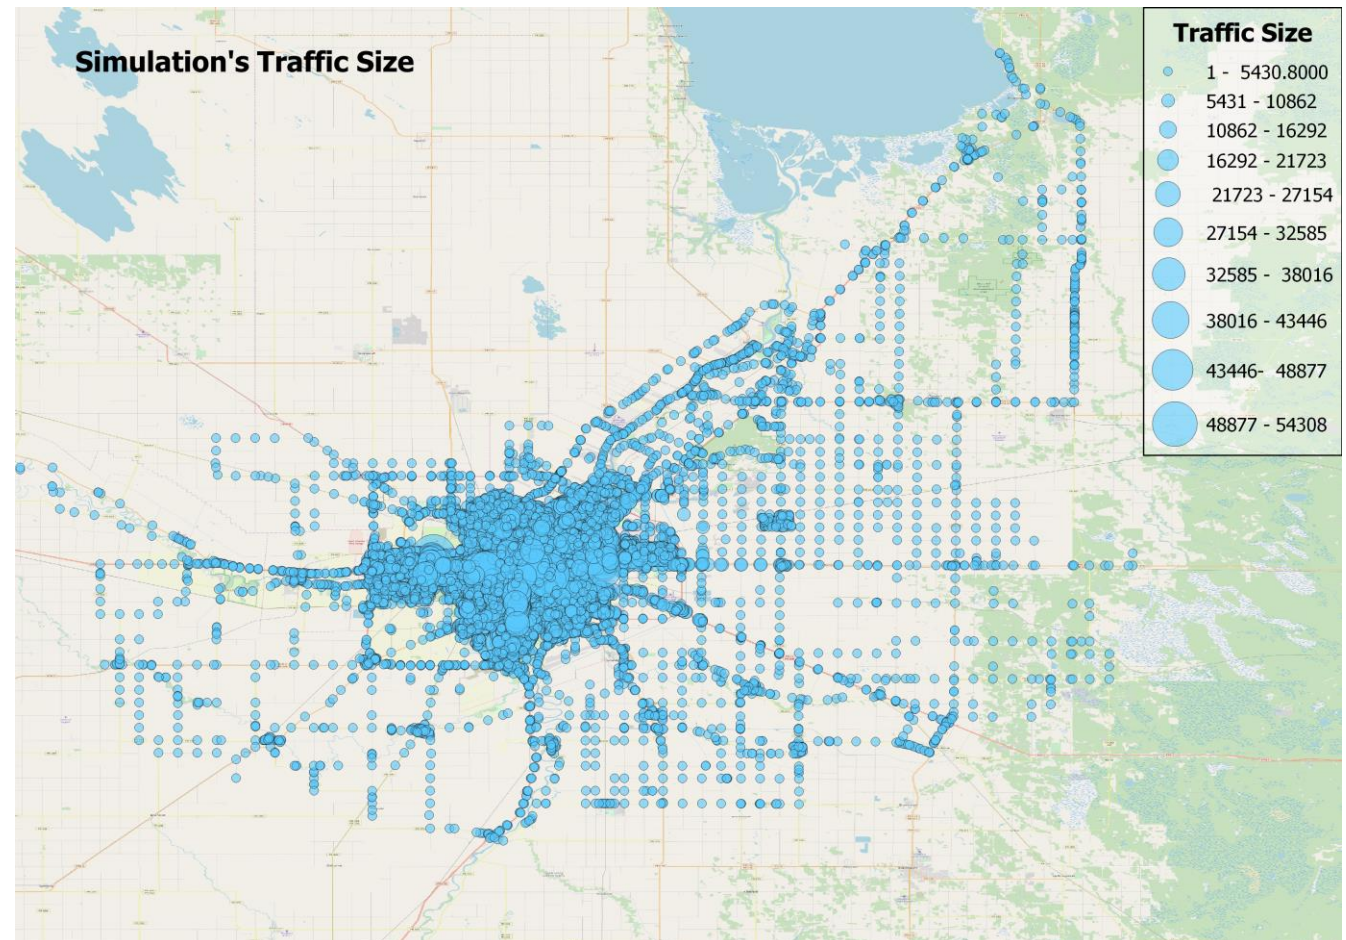 Simulation's Traffic Size
Traffic Size
1 - 5430.8000
5431 - 10862
10862 - 16292
16292 - 21723
21723 - 27154
27154 - 32585
32585 - 38016
38016 - 43446
43446- 48877
48877 - 54308